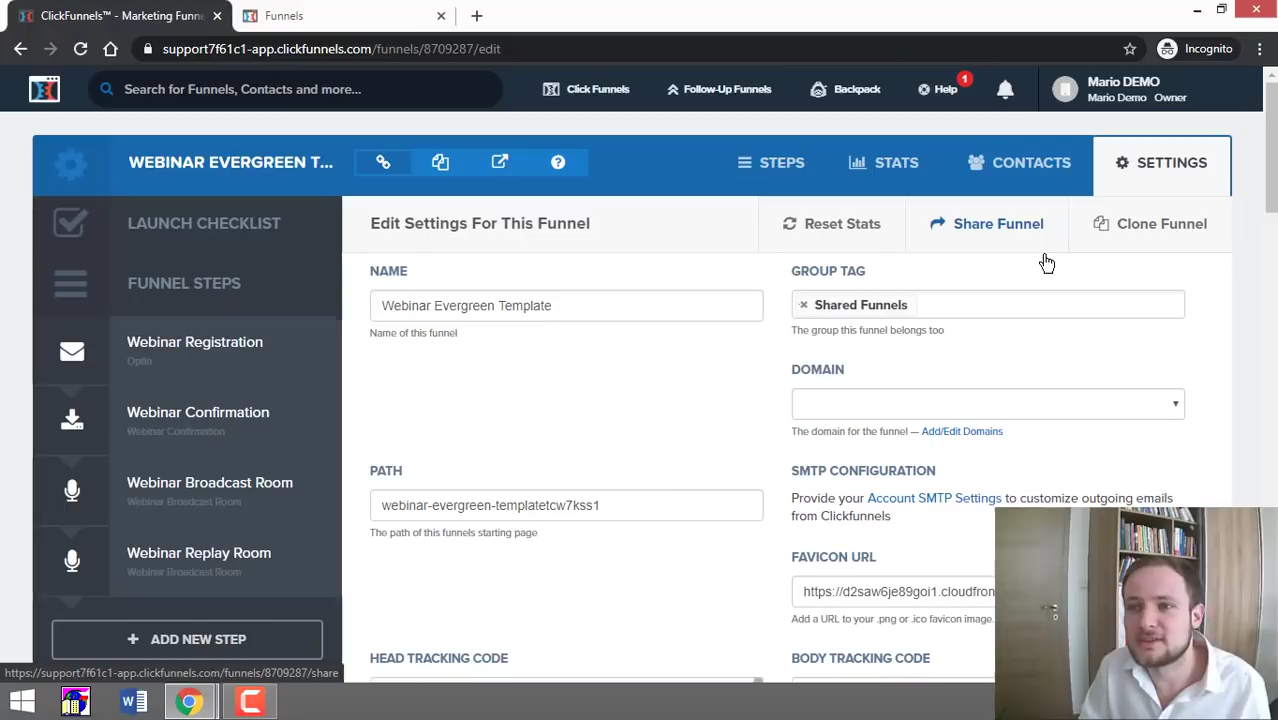 ClickFunnels™ - Marketing Funne
Funnels
support7f61c1-app.clickfunnels.com/funnels/8709287/edit
Incognito
Search for Funnels, Contacts and more...
Click Funnels
Follow-Up Funnels
Backpack
Help
1
Mario DEMO
Mario Demo Owner
WEBINAR EVERGREEN T...
STEPS
STATS
CONTACTS
SETTINGS
LAUNCH CHECKLIST
Edit Settings For This Funnel
Reset Stats
Share Funnel
Clone Funnel
FUNNEL STEPS
Webinar Registration
Optin
Webinar Confirmation
Webinar Confirmation
Webinar Broadcast Room
Webinar Broadcast Room
Webinar Replay Room
Webinar Broadcast Room
+ ADD NEW STEP
NAME
Webinar Evergreen Template
Name of this funnel
GROUP TAG
× Shared Funnels
The group this funnel belongs too
DOMAIN
The domain for the funnel — Add/Edit Domains
PATH
webinar-evergreen-templatetcw7kss1
The path of this funnels starting page
SMTP CONFIGURATION
Provide your Account SMTP Settings to customize outgoing emails
from Clickfunnels
FAVICON URL
https://d2saw6je89goi1.cloudfron
Add a URL to your .png or .ico favicon image.
HEAD TRACKING CODE
BODY TRACKING CODE
https://support7f61c1-app.clickfunnels.com/funnels/8709287/share